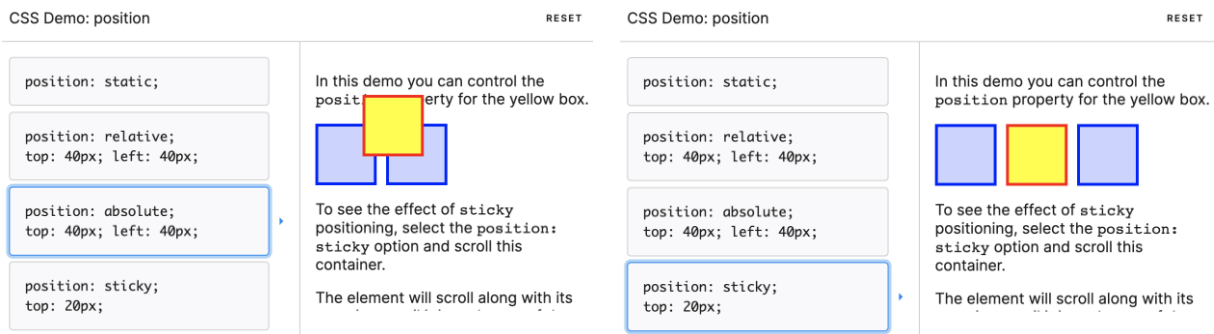 CSS Demo: position
RESET
position: static;
position: relative;
top: 40px; left: 40px;
position: absolute;
top: 40px; left: 40px;
position: sticky;
top: 20px;
In this demo you can control the
posit erty for the yellow box.
To see the effect of sticky
positioning, select the position:
sticky option and scroll this
container.
The element will scroll along with its
CSS Demo: position
RESET
position: static;
position: relative;
top: 40px; left: 40px;
position: absolute;
top: 40px; left: 40px;
position: sticky;
top: 20px;
In this demo you can control the
position property for the yellow box.
To see the effect of sticky
positioning, select the position:
sticky option and scroll this
container.
The element will scroll along with its